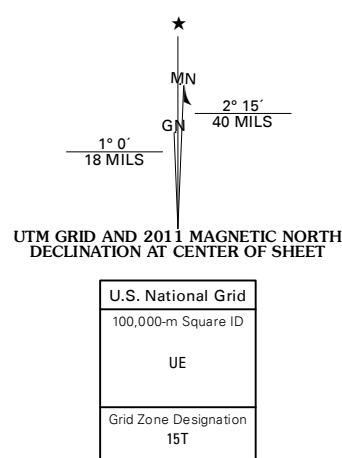 ★
MN
2° 15´
40 MILS
GN
1° 0´
18 MILS
UTM GRID AND 2011 MAGNETIC NORTH
DECLINATION AT CENTER OF SHEET
U.S. National Grid
100,000-m Square ID
UE
Grid Zone Designation
15T